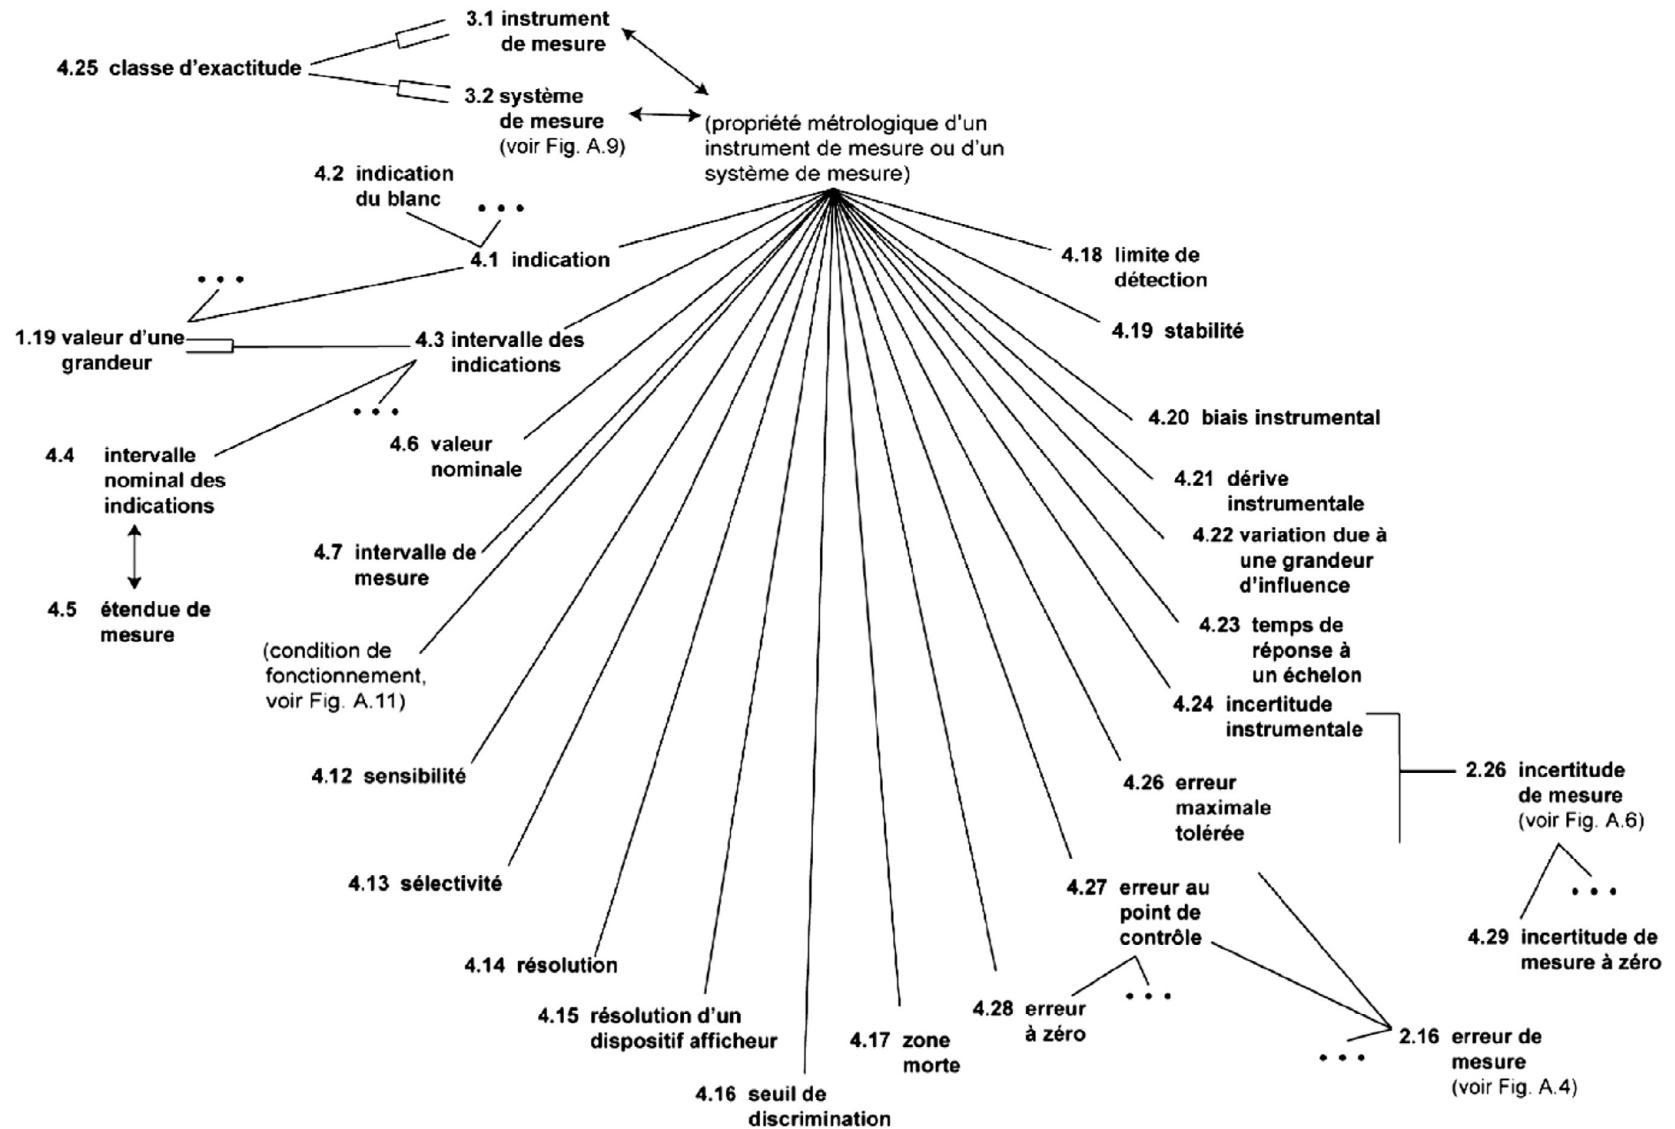 3.1 instrument
de mesure
4.25 classe d'exactitude
3.2 système
de mesure
(voir Fig. A.9)
(propriété métrologique d'un
instrument de mesure ou d'un
système de mesure)
4.2 indication
du blanc
• • •
4.1 indication
• • •
1.19 valeur d'une
grandeur
4.3 intervalle des
indications
• • •
4.4 intervalle
nominal des
indications
4.5 étendue de
mesure
4.6 valeur
nominale
4.7 intervalle de
mesure
(condition de
fonctionnement,
voir Fig. A.11)
4.12 sensibilité
4.13 sélectivité
4.14 résolution
4.15 résolution d'un
dispositif afficheur
4.16 seuil de
discrimination
4.17 zone
morte
4.18 limite de
détection
4.19 stabilité
4.20 biais instrumental
4.21 dérive
instrumentale
4.22 variation due à
une grandeur
d'influence
4.23 temps de
réponse à
un échelon
4.24 incertitude
instrumentale
4.26 erreur
maximale
tolérée
4.27 erreur au
point de
contrôle
4.28 erreur
à zéro
• • •
2.26 incertitude
de mesure
(voir Fig. A.6)
• • •
4.29 incertitude de
mesure à zéro
2.16 erreur de
mesure
(voir Fig. A.4)
• • •